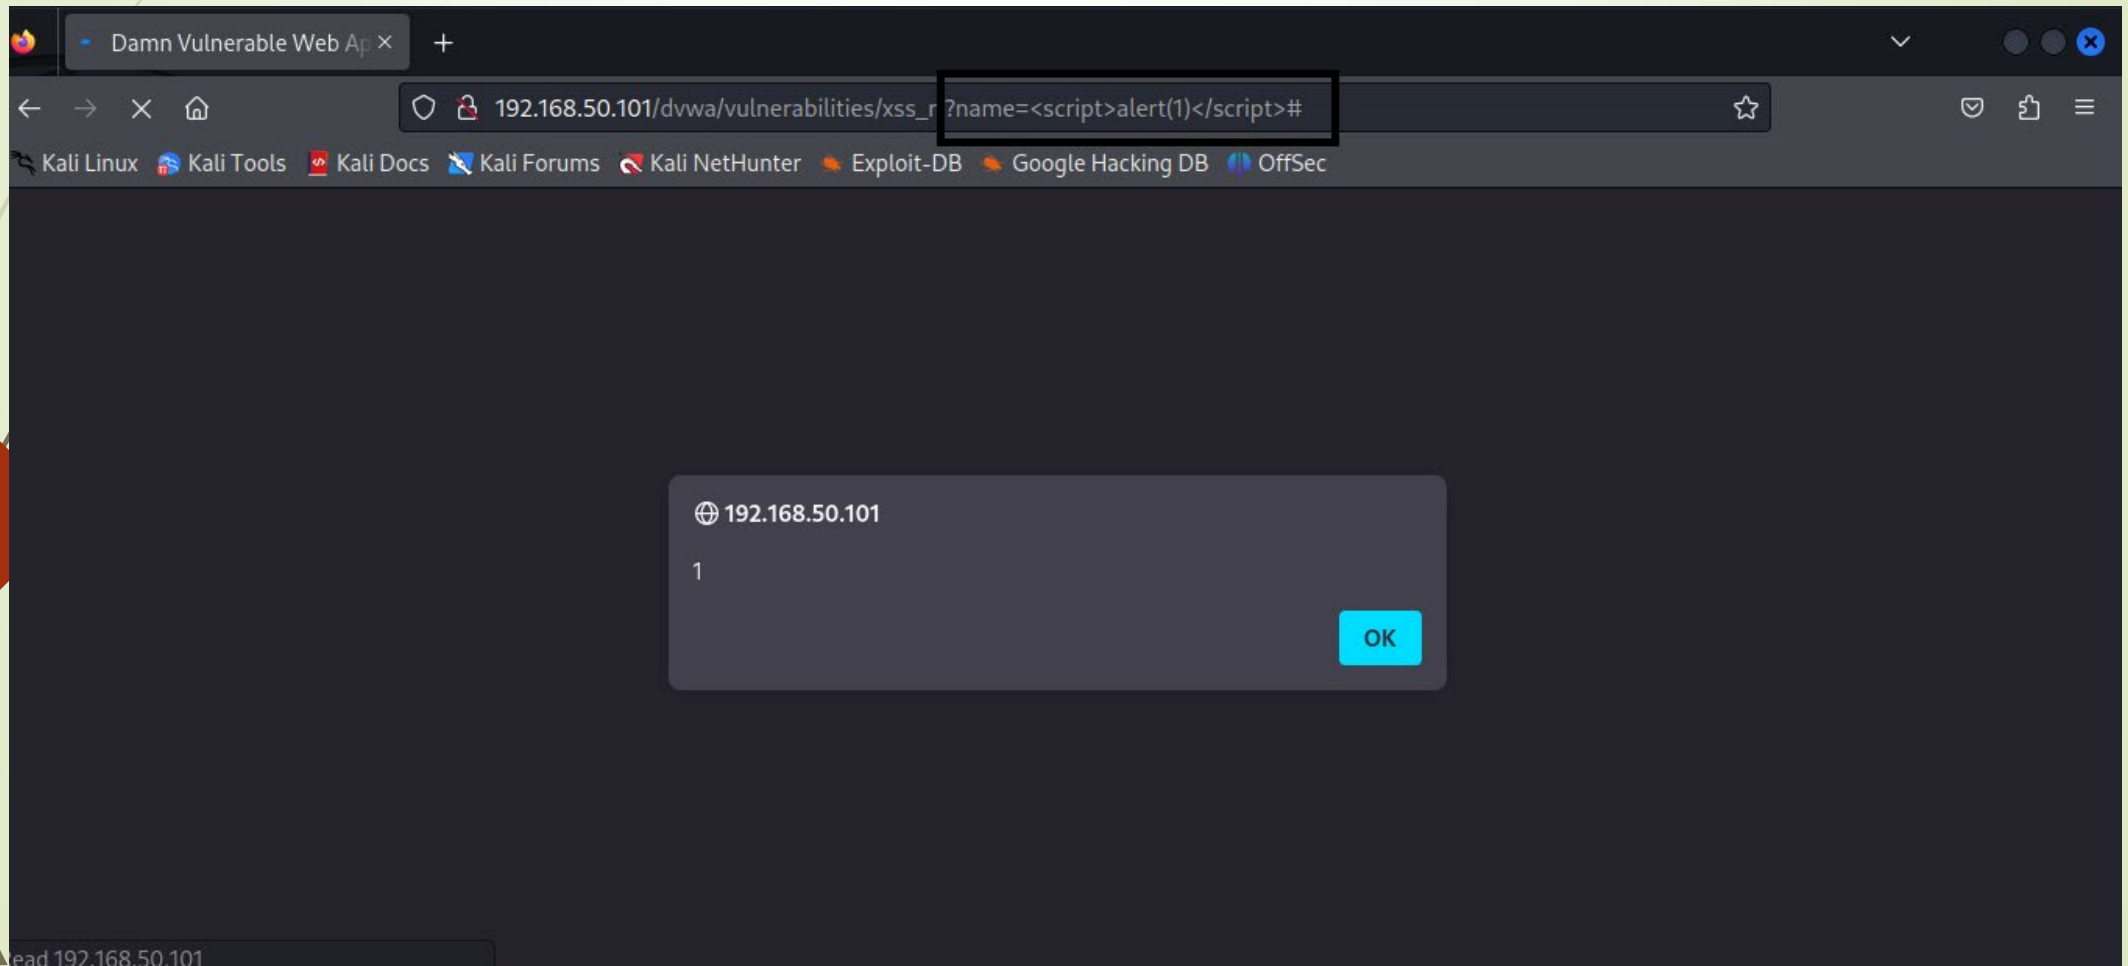 Damn Vulnerable Web Ap
192.168.50.101/dvwa/vulnerabilities/xss_r ?name=<script>alert(1)</script>#
Kali Linux Kali Tools Kali Docs Kali Forums Kali NetHunter Exploit-DB Google Hacking DB OffSec
192.168.50.101
1
OK
ead 192.168.50.101